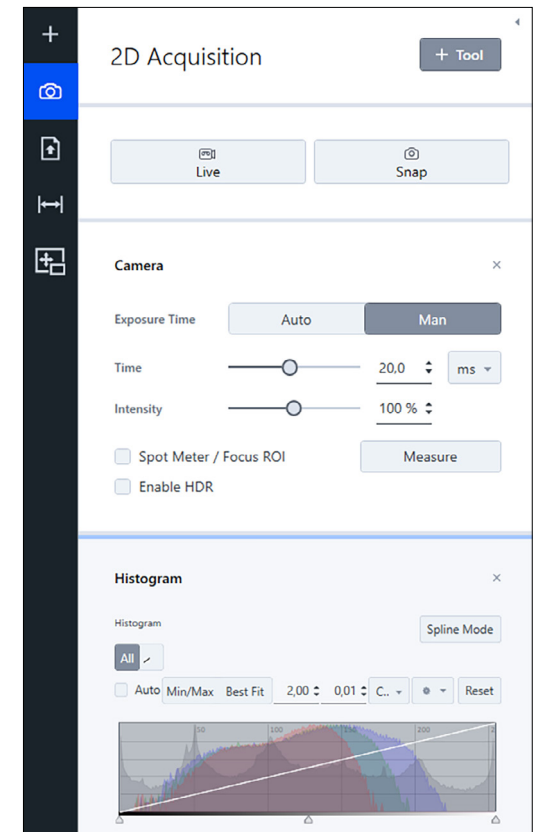 2D Acquisition
+ Tool
Live
Snap
Camera
Exposure Time
Auto
Man
Time
20,0
ms
Intensity
100 %
Spot Meter / Focus ROI
Measure
Enable HDR
Histogram
Histogram
Spline Mode
All
Auto Min/Max Best Fit 2,00 0,01 C.. Reset
50 100 150 200